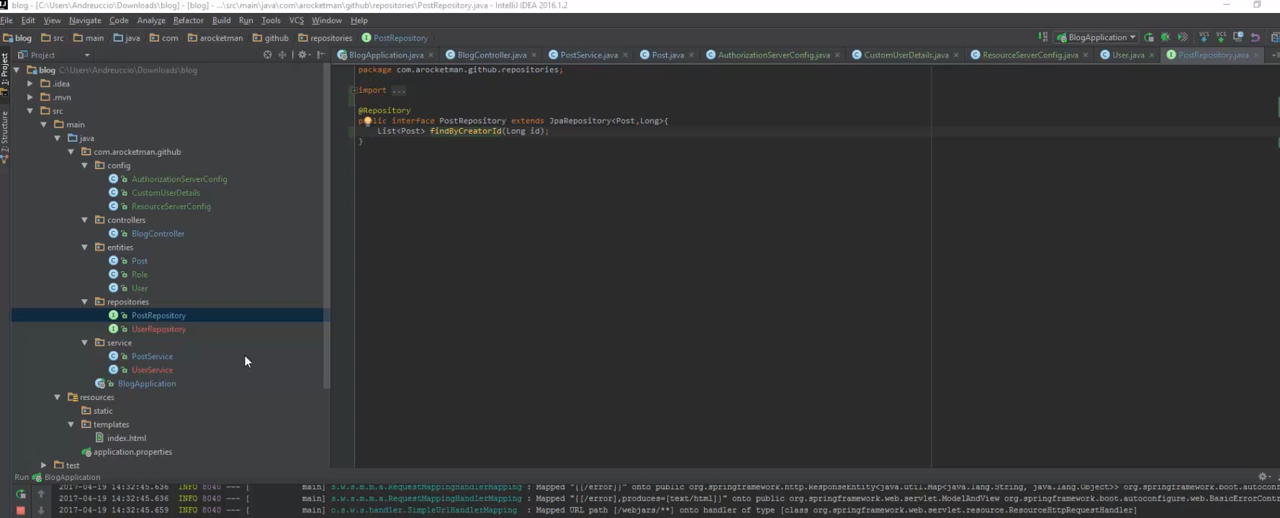 blog - [C:\Users\Andreuccio\Downloads\blog] - [blog] - ...\src\main\java\com\arocketman\github\repositories\PostRepository.java - IntelliJ IDEA 2016.1.2
File Edit View Navigate Code Analyze Refactor Build Run Tools VCS Window Help
blog src main java com arocketman github repositories PostRepository BlogApplication
Project BlogApplication.java BlogController.java PostService.java Post.java AuthorizationServerConfig.java CustomUserDetails.java ResourceServerConfig.java User.java PostRepository.java
1: Project
Structure
blog C:\Users\Andreuccio\Downloads\blog
.idea
.mvn
src
main
java
com.arocketman.github
config
AuthorizationServerConfig
CustomUserDetails
ResourceServerConfig
controllers
BlogController
entities
Post
Role
User
repositories
PostRepository
UserRepository
service
PostService
UserService
BlogApplication
resources
static
templates
index.html
application.properties
test
package com.arocketman.github.repositories;
import ...
@Repository
public interface PostRepository extends JpaRepository<Post,Long>{
List<Post> findByCreatorId(Long id);
}
Run BlogApplication
2017-04-19 14:32:45.636 INFO 8040 --- [ main] s.w.s.m.m.a.RequestMappingHandlerMapping : Mapped "{[/error]}" onto public org.springframework.http.ResponseEntity<java.util.Map<java.lang.String, java.lang.Object>> org.springframework.boot.autoconf
2017-04-19 14:32:45.636 INFO 8040 --- [ main] s.w.s.m.m.a.RequestMappingHandlerMapping : Mapped "{[/error],produces=[text/html]}" onto public org.springframework.web.servlet.ModelAndView org.springframework.boot.autoconfigure.web.BasicErrorCo
2017-04-19 14:32:45.659 INFO 8040 --- [ main] o.s.w.s.handler.SimpleUrlHandlerMapping : Mapped URL path [/webjars/**] onto handler of type [class org.springframework.web.servlet.resource.ResourceHttpRequestHandler]